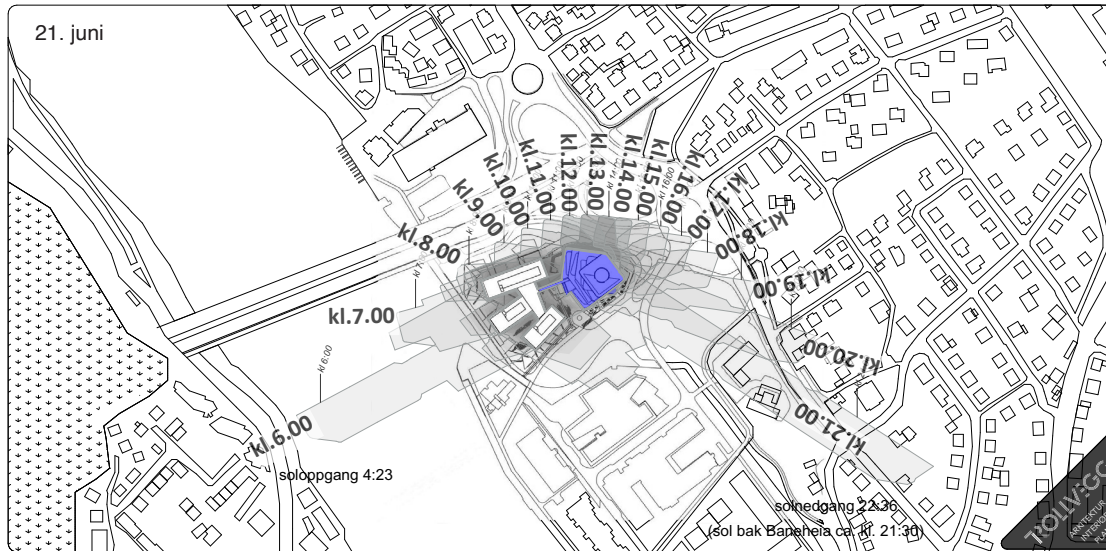 21. juni
kl.6.00
kl.7.00
kl.8.00
kl.9.00
kl.10.00
kl.11.00
kl.12.00
kl.13.00
kl.14.00
kl.15.00
kl.16.00
kl.17.00
kl.18.00
kl.19.00
kl.20.00
kl.21.00
kl 6:00
soloppgang 4:23
solnedgang 22:36
(sol bak Baneheia ca. kl. 21:30)